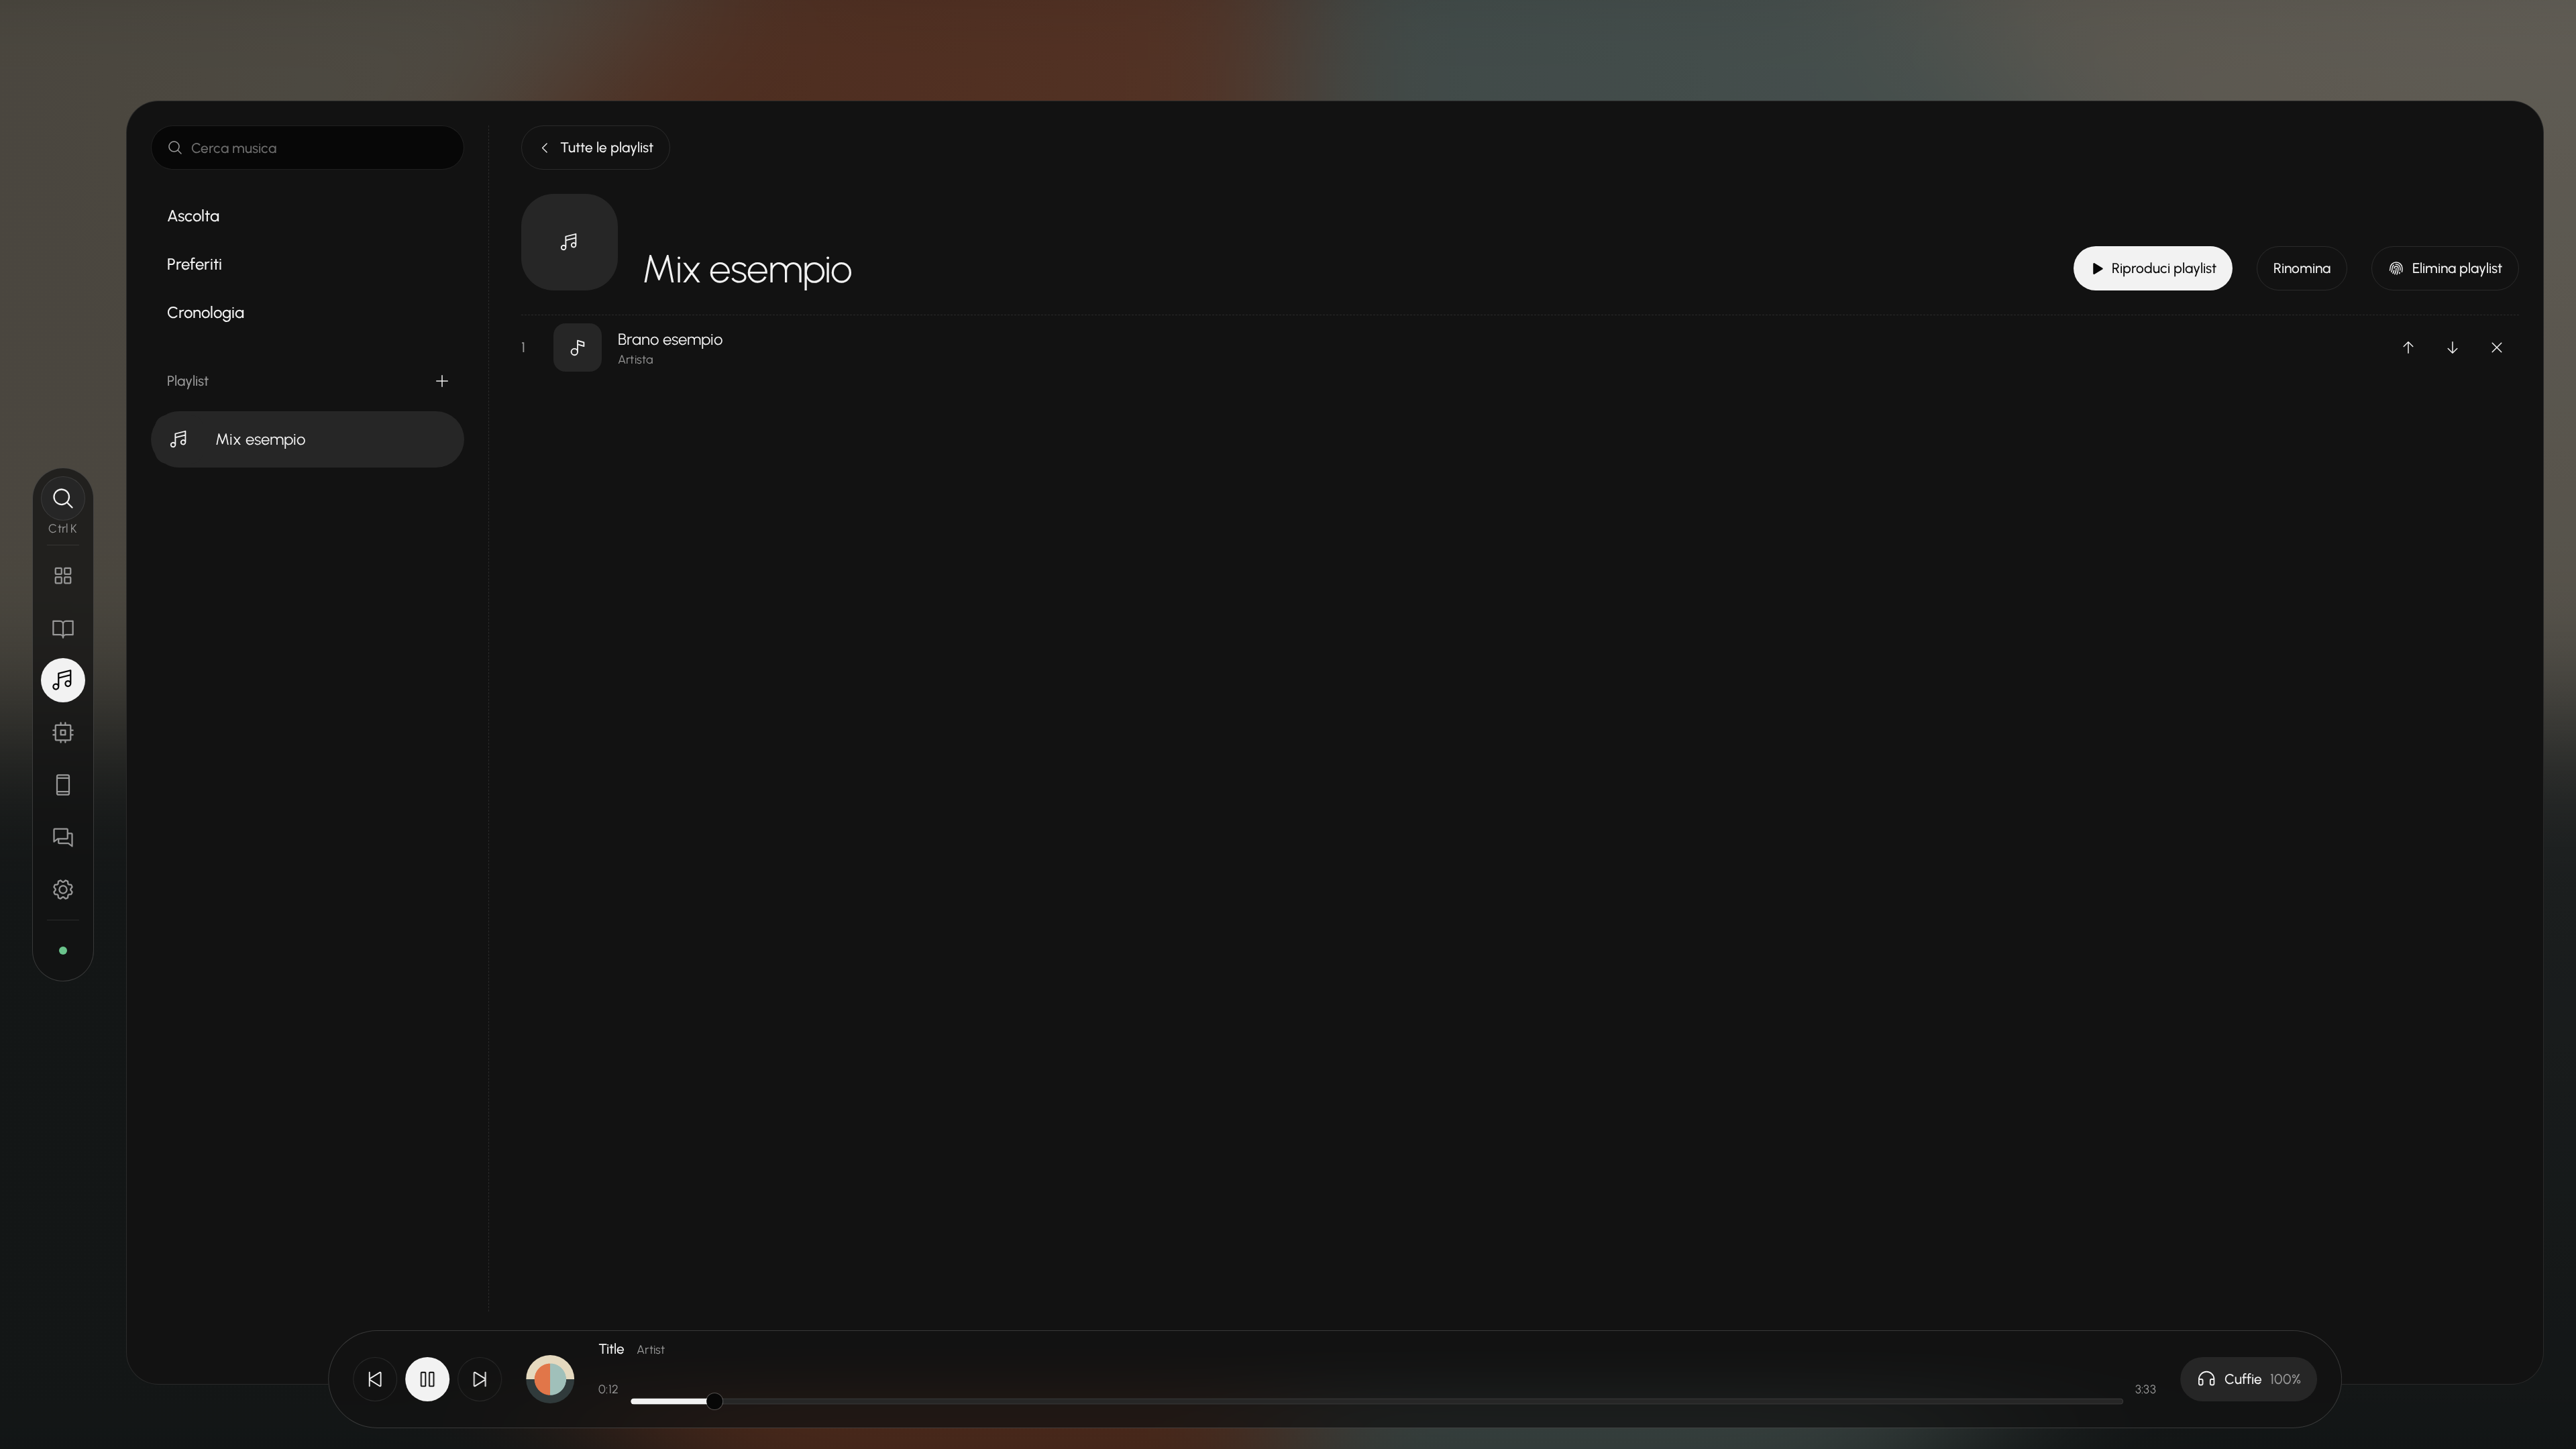 Cerca musica
Tutte le playlist
Ascolta
Preferiti
Cronologia
Playlist
Mix esempio
Mix esempio
Riproduci playlist
Rinomina
Elimina playlist
1
Brano esempio
Artista
Ctrl K
Title Artist
0:12
3:33
Cuffie 100%